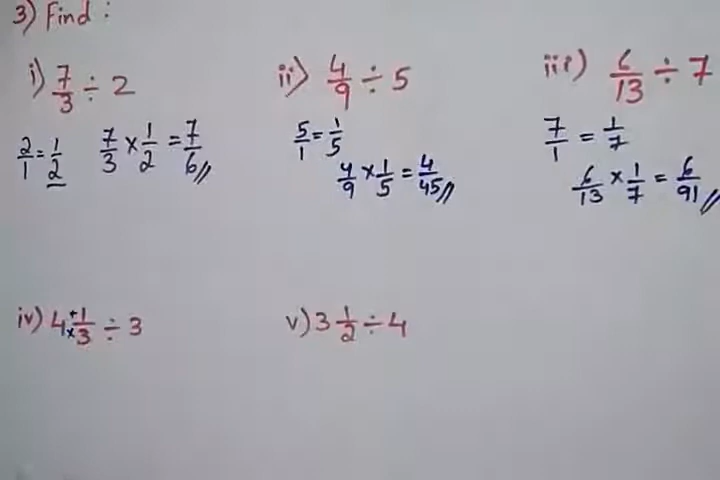 3) Find :
i) 7/3 ÷ 2
2/1 = 1/2
7/3 × 1/2 = 7/6 //
ii) 4/9 ÷ 5
5/1 = 1/5
4/9 × 1/5 = 4/45 //
iii) 6/13 ÷ 7
7/1 = 1/7
6/13 × 1/7 = 6/91 //
iv) 4 +× 1/3 ÷ 3
v) 3 1/2 ÷ 4